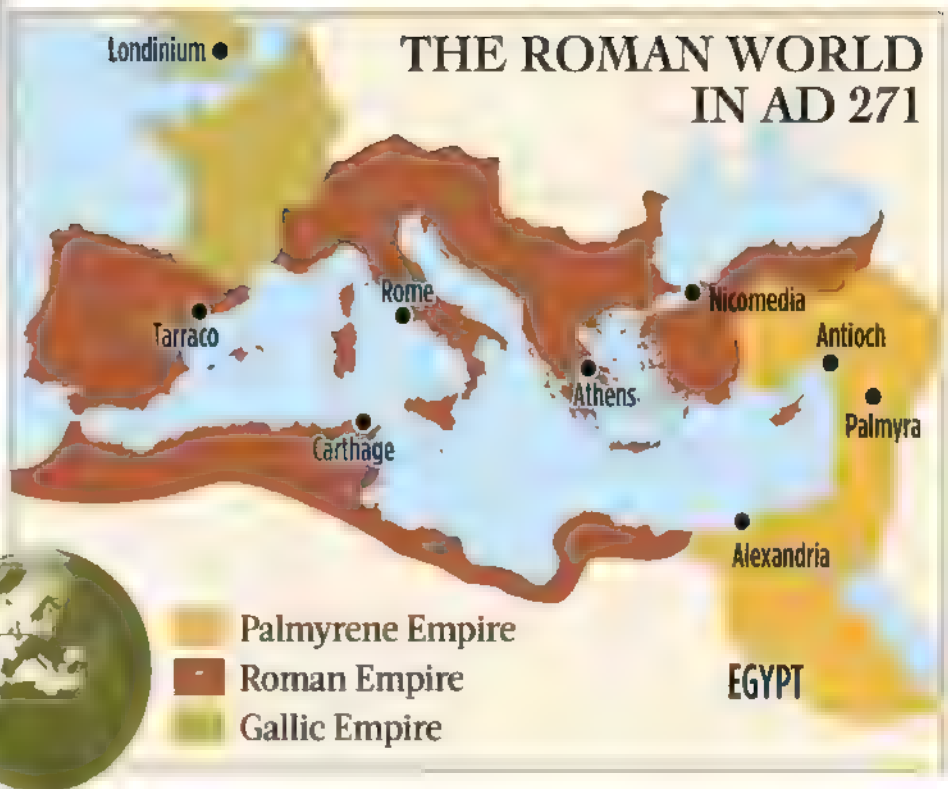 Londinium
THE ROMAN WORLD
IN AD 271
Rome
Nicomedia
Tarraco
Antioch
Athens
Palmyra
Carthage
Alexandria
Palmyrene Empire
Roman Empire
EGYPT
Gallic Empire